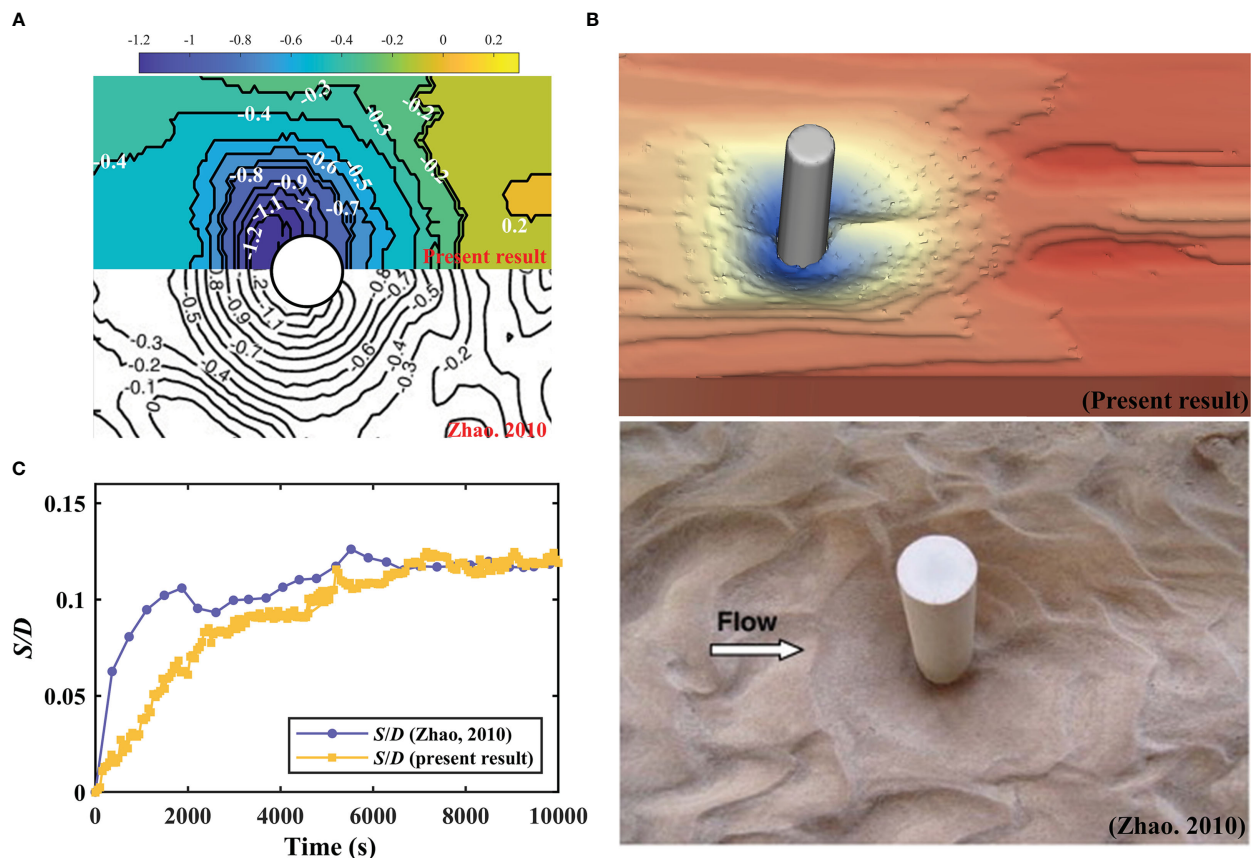 A
-1.2 -1 -0.8 -0.6 -0.4 -0.2 0 0.2
-0.3
-0.2
-0.4
-0.3
-0.4
-0.2
-0.6
-0.5
-0.8
-0.9
-0.7
-1
-1.1
-1.2
0.2
Present result
-0.8
-0.7
-0.5
-0.5
-1.1
-0.9
-0.6
-0.7
-0.4
-0.3
-0.4
-0.3
-0.2
-0.2
-0.1
0
Zhao. 2010
B
(Present result)
Flow
(Zhao. 2010)
C
0.15
0.1
0.05
0
S/D
S/D (Zhao, 2010)
S/D (present result)
0 2000 4000 6000 8000 10000
Time (s)